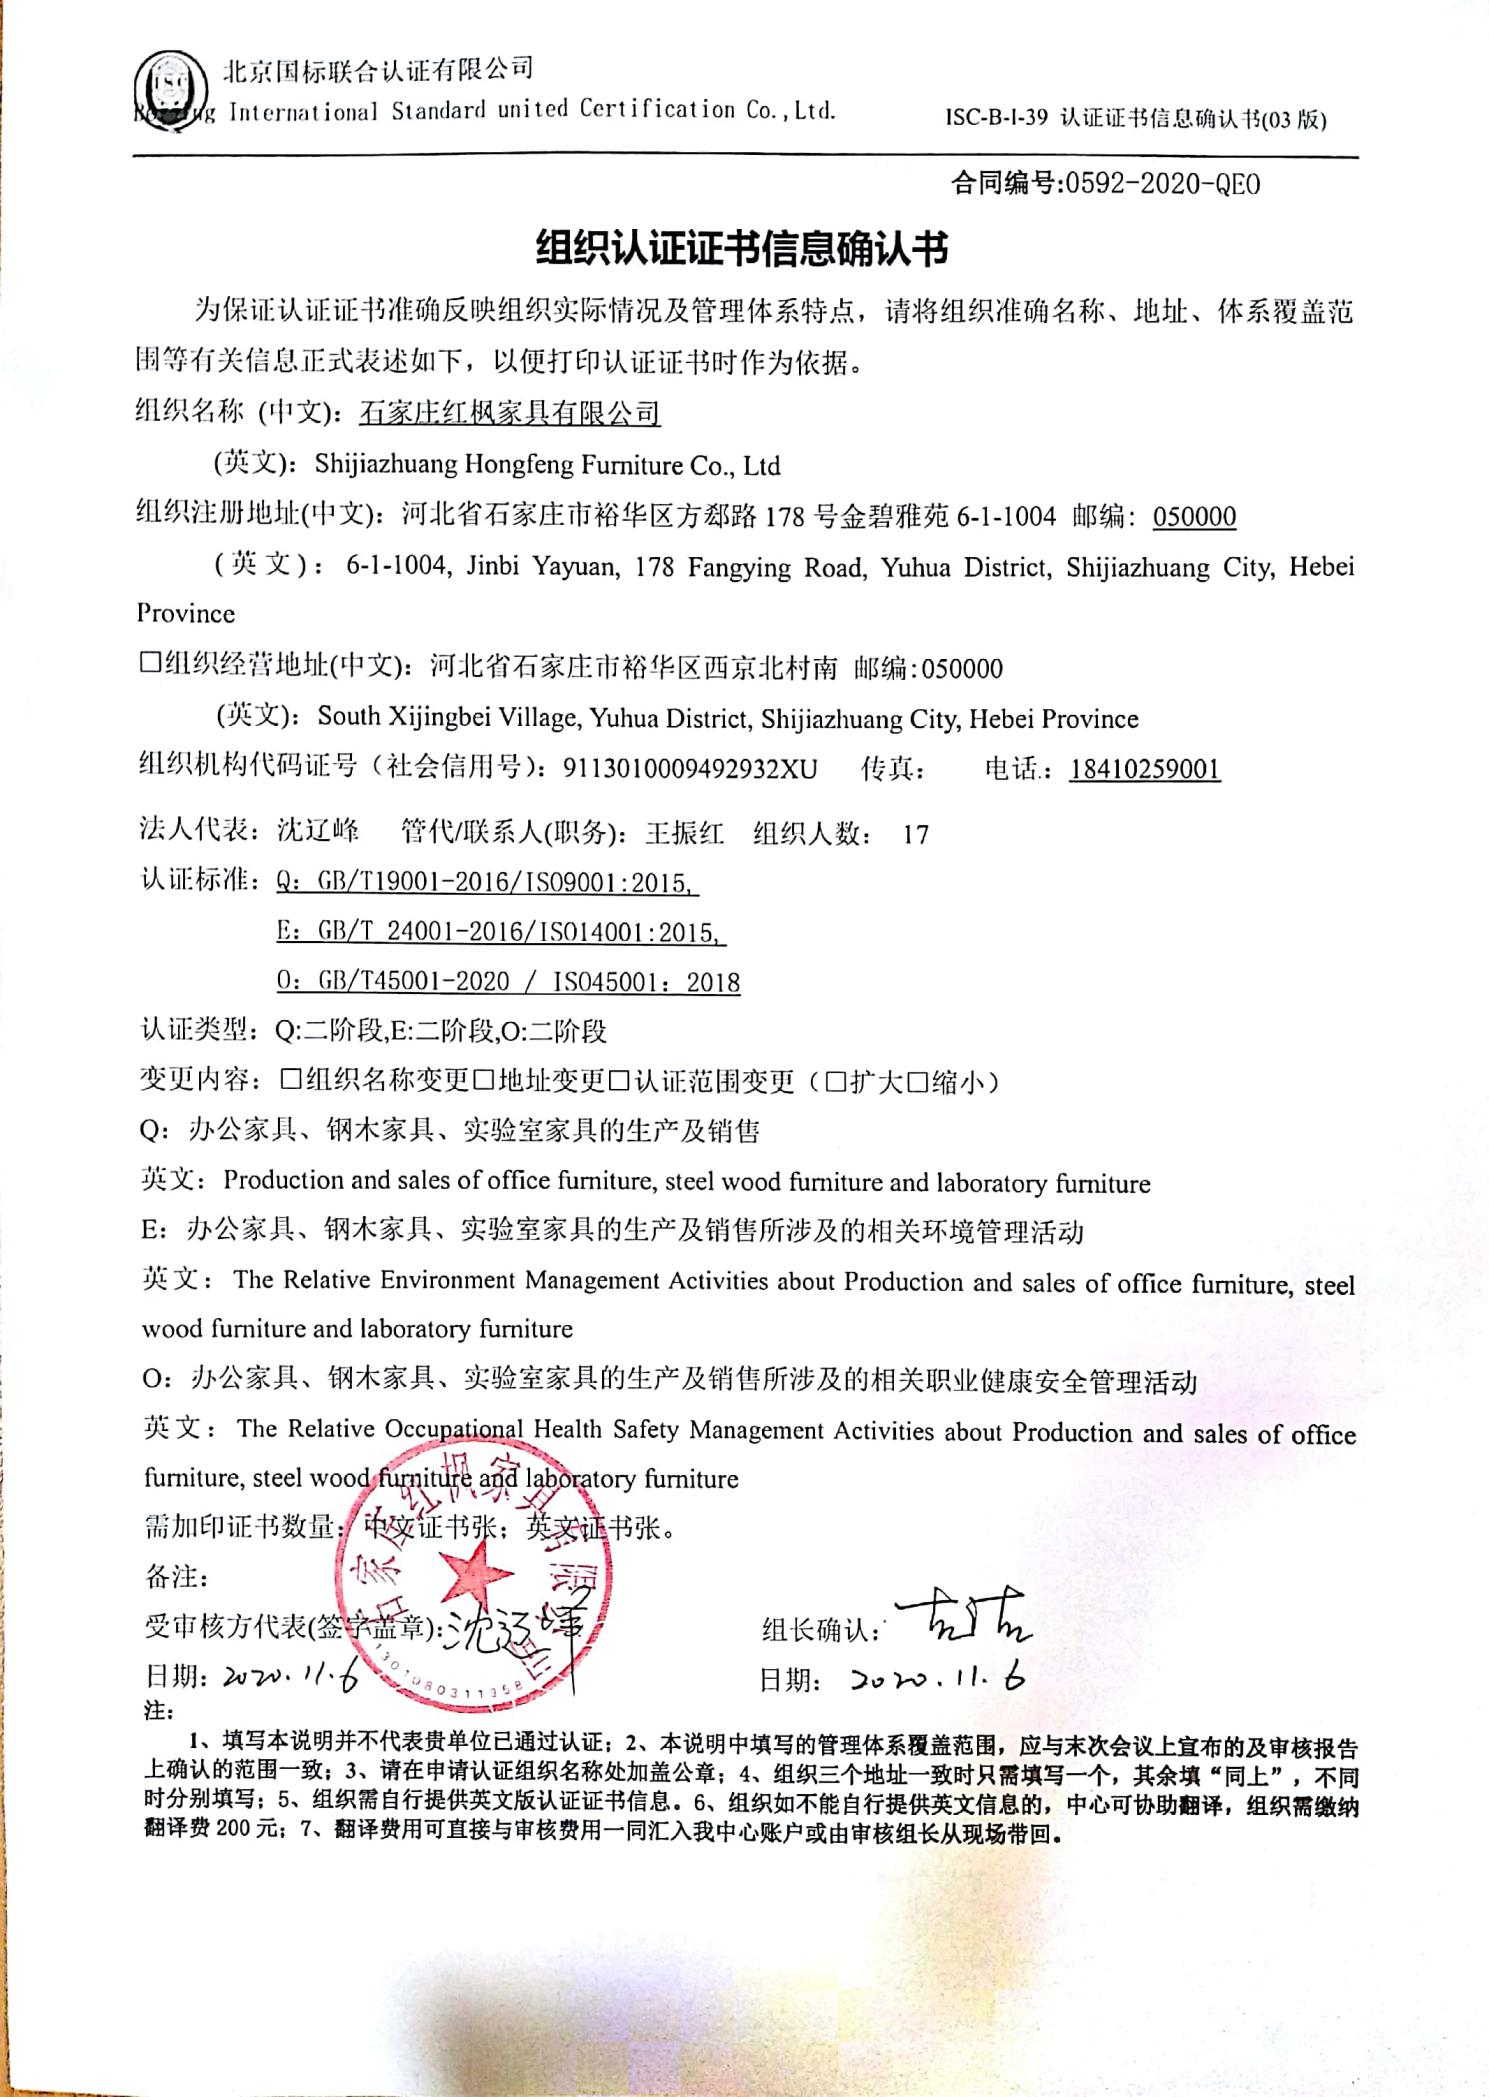 北京国标联合认证有限公司
Beijing International Standard united Certification Co.,Ltd.
ISC-B-I-39 认证证书信息确认书(03 版)
合同编号:0592-2020-QEO
组织认证证书信息确认书
为保证认证证书准确反映组织实际情况及管理体系特点，请将组织准确名称、地址、体系覆盖范
围等有关信息正式表述如下，以便打印认证证书时作为依据。
组织名称 (中文)：石家庄红枫家具有限公司
(英文)：Shijiazhuang Hongfeng Furniture Co., Ltd
组织注册地址(中文)：河北省石家庄市裕华区方郄路 178 号金碧雅苑 6-1-1004 邮编：050000
(英文)：6-1-1004, Jinbi Yayuan, 178 Fangying Road, Yuhua District, Shijiazhuang City, Hebei
Province
☐组织经营地址(中文)：河北省石家庄市裕华区西京北村南 邮编:050000
(英文)：South Xijingbei Village, Yuhua District, Shijiazhuang City, Hebei Province
组织机构代码证号（社会信用号）：9113010009492932XU 传真： 电话.：18410259001
法人代表：沈辽峰 管代/联系人(职务)：王振红 组织人数： 17
认证标准：Q：GB/T19001-2016/ISO9001:2015,
E：GB/T 24001-2016/ISO14001:2015,
O：GB/T45001-2020 / ISO45001：2018
认证类型：Q:二阶段,E:二阶段,O:二阶段
变更内容：☐组织名称变更☐地址变更☐认证范围变更（☐扩大☐缩小）
Q：办公家具、钢木家具、实验室家具的生产及销售
英文：Production and sales of office furniture, steel wood furniture and laboratory furniture
E：办公家具、钢木家具、实验室家具的生产及销售所涉及的相关环境管理活动
英文：The Relative Environment Management Activities about Production and sales of office furniture, steel
wood furniture and laboratory furniture
O：办公家具、钢木家具、实验室家具的生产及销售所涉及的相关职业健康安全管理活动
英文：The Relative Occupational Health Safety Management Activities about Production and sales of office
furniture, steel wood furniture and laboratory furniture
需加印证书数量：中文证书张；英文证书张。
备注：
石家庄红枫家具有限公司
受审核方代表(签字盖章):沈辽峰 组长确认：
日期：2020.11.6 日期：2020.11.6
1301080311358
注：
1、填写本说明并不代表贵单位已通过认证；2、本说明中填写的管理体系覆盖范围，应与末次会议上宣布的及审核报告
上确认的范围一致；3、请在申请认证组织名称处加盖公章；4、组织三个地址一致时只需填写一个，其余填“同上”，不同
时分别填写；5、组织需自行提供英文版认证证书信息。6、组织如不能自行提供英文信息的，中心可协助翻译，组织需缴纳
翻译费 200 元；7、翻译费用可直接与审核费用一同汇入我中心账户或由审核组长从现场带回。